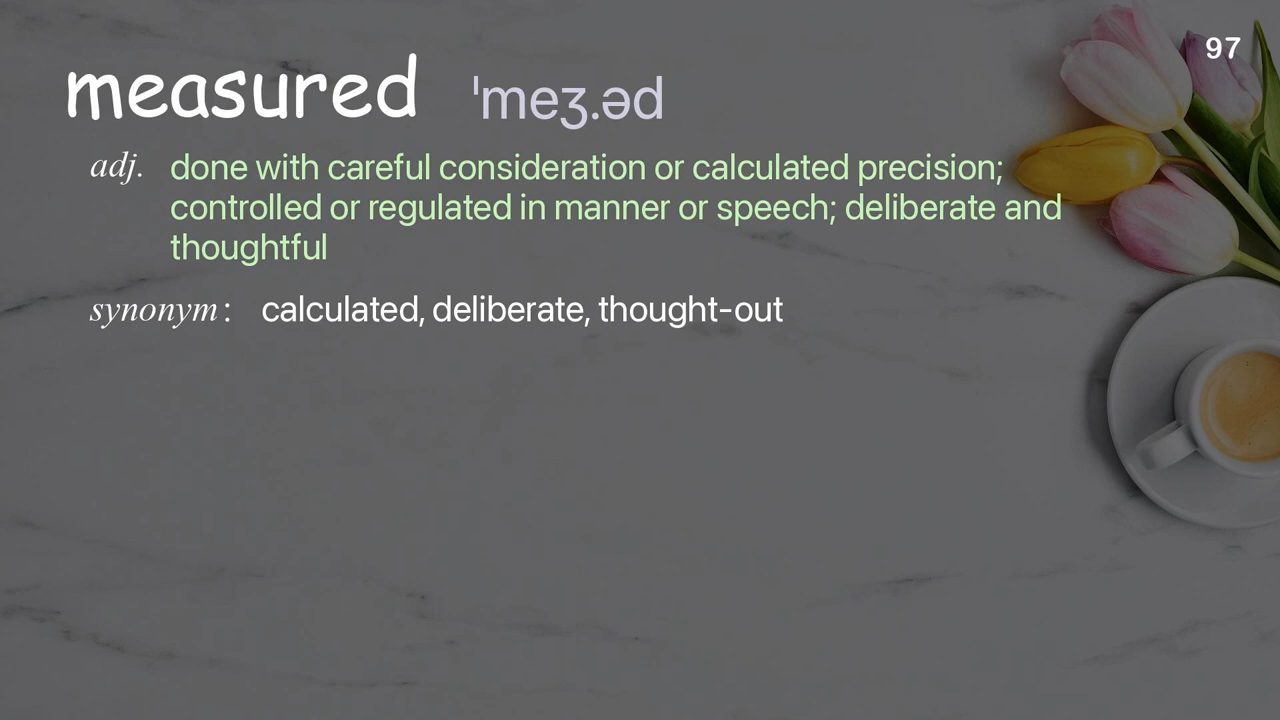 97
measured ˈmeʒ.əd
adj. done with careful consideration or calculated precision;
controlled or regulated in manner or speech; deliberate and
thoughtful
synonym: calculated, deliberate, thought-out